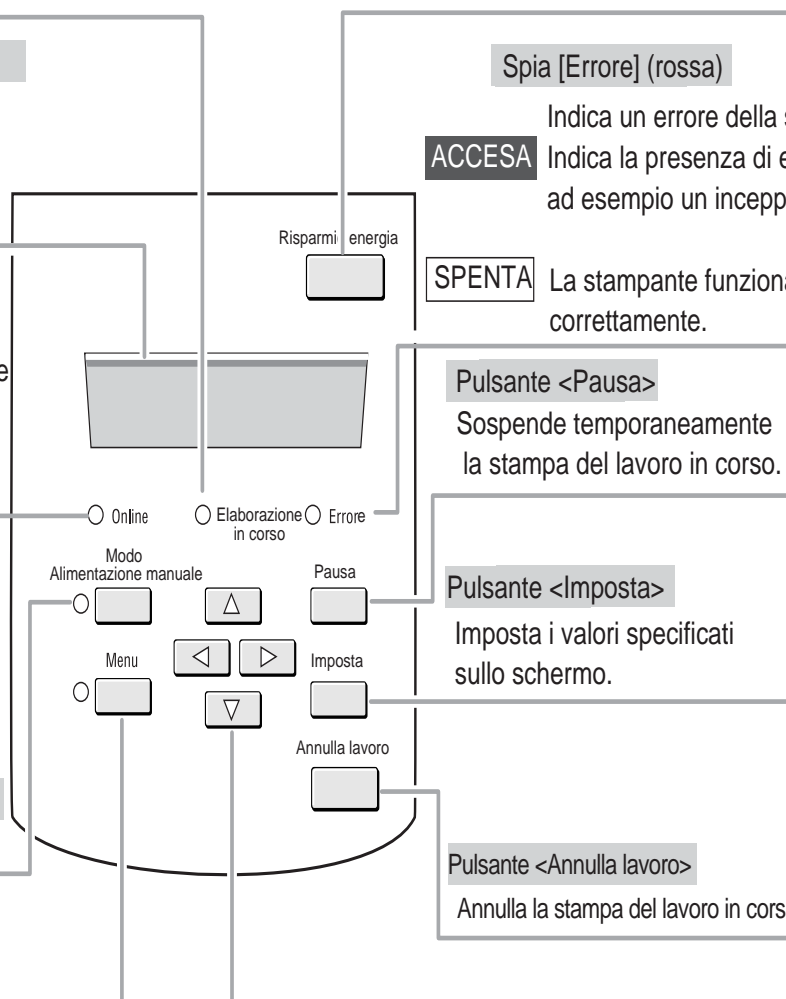 Spia [Errore] (rossa)
Indica un errore della
ACCESA Indica la presenza di
ad esempio un
SPENTA La stampante
correttamente.
Risparmio energia
Pulsante <Pausa>
Sospende temporaneamente
la stampa del lavoro in corso.
Online
Elaborazione
in corso
Errore
Modo
Alimentazione manuale
Pausa
Pulsante <Imposta>
Imposta i valori specificati
sullo schermo.
Menu
Imposta
Annulla lavoro
Pulsante <Annulla lavoro>
Annulla la stampa del lavoro in